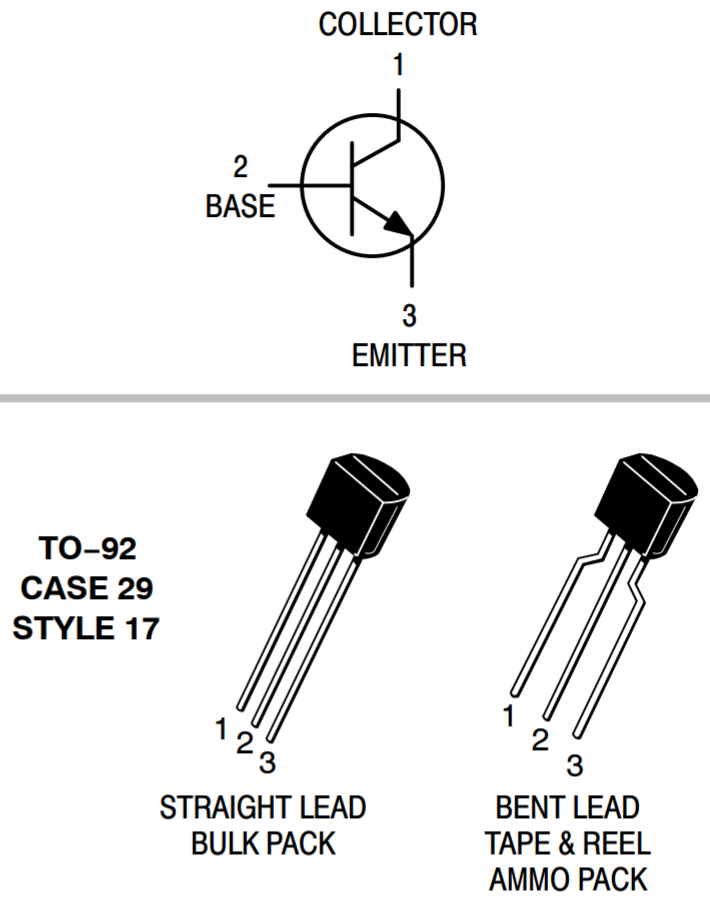 COLLECTOR
1
2
BASE
3
EMITTER
TO–92
CASE 29
STYLE 17
1
2
3
STRAIGHT LEAD
BULK PACK
1
2
3
BENT LEAD
TAPE & REEL
AMMO PACK